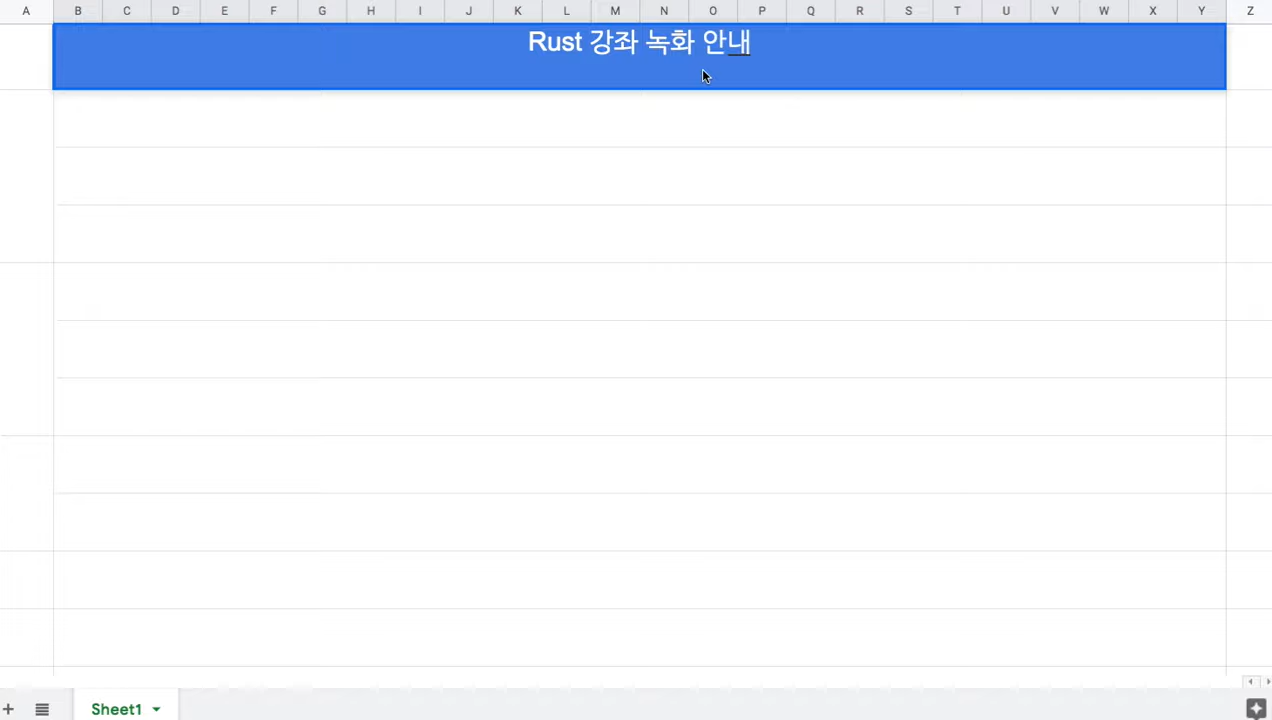 A B C D E F G H I J K L M N O P Q R S T U V W X Y Z
Rust 강좌 녹화 안내
Sheet1